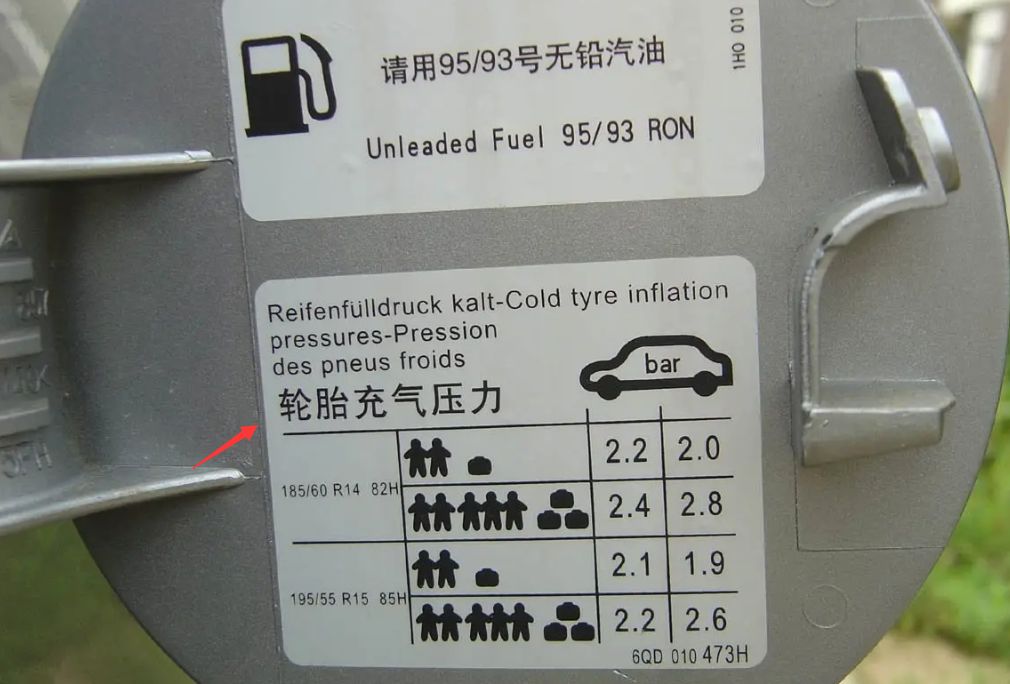 请用95/93号无铅汽油
1H0 010
Unleaded Fuel 95/93 RON
Reifenfülldruck kalt-Cold tyre inflation
pressures-Pression
des pneus froids
bar
轮胎充气压力
2.2 2.0
185/60 R14 82H
2.4 2.8
2.1 1.9
195/55 R15 85H
2.2 2.6
6QD 010 473H